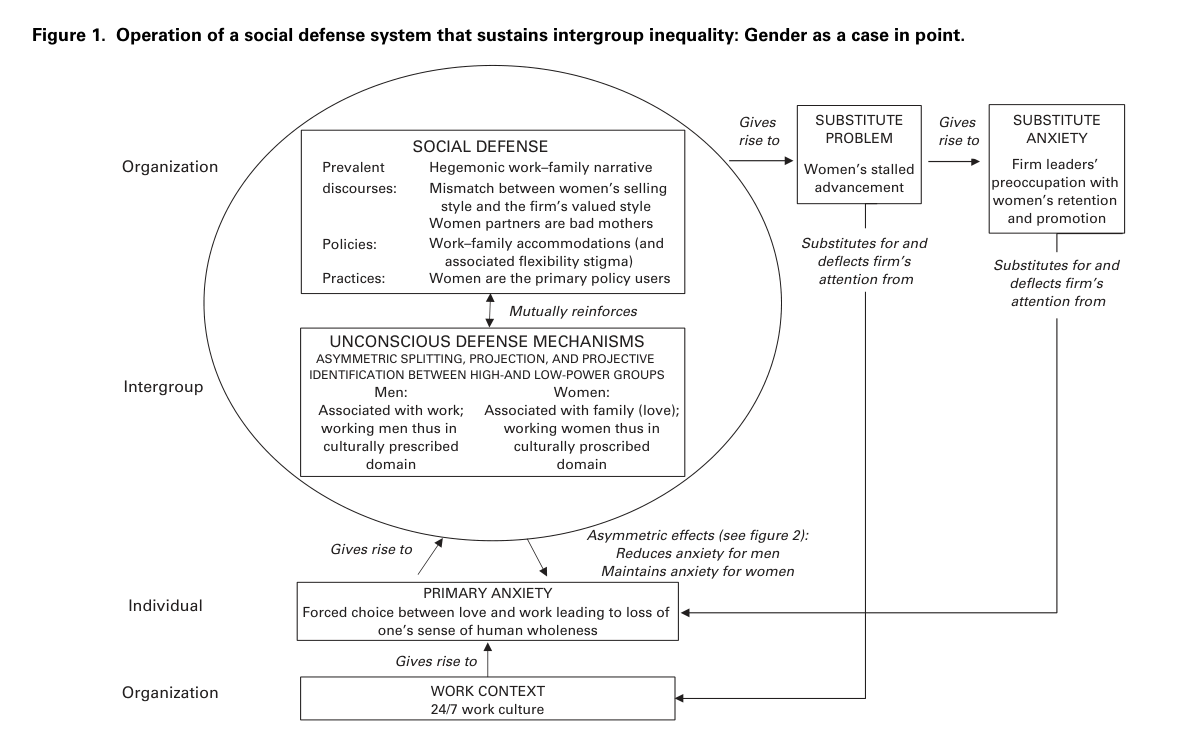 Figure 1. Operation of a social defense system that sustains intergroup inequality: Gender as a case in point.
Organization
SOCIAL DEFENSE
Prevalent Hegemonic work–family narrative
discourses: Mismatch between women's selling
style and the firm's valued style
Women partners are bad mothers
Policies: Work–family accommodations (and
associated flexibility stigma)
Practices: Women are the primary policy users
Gives
rise to
SUBSTITUTE
PROBLEM
Women's stalled
advancement
Gives
rise to
SUBSTITUTE
ANXIETY
Firm leaders'
preoccupation with
women's retention
and promotion
Substitutes for and
deflects firm's
attention from
Substitutes for and
deflects firm's
attention from
Mutually reinforces
Intergroup
UNCONSCIOUS DEFENSE MECHANISMS
ASYMMETRIC SPLITTING, PROJECTION, AND PROJECTIVE
IDENTIFICATION BETWEEN HIGH-AND LOW-POWER GROUPS
Men:
Associated with work;
working men thus in
culturally prescribed
domain
Women:
Associated with family (love);
working women thus in
culturally proscribed
domain
Gives rise to
Asymmetric effects (see figure 2):
Reduces anxiety for men
Maintains anxiety for women
Individual
PRIMARY ANXIETY
Forced choice between love and work leading to loss of
one's sense of human wholeness
Gives rise to
Organization
WORK CONTEXT
24/7 work culture